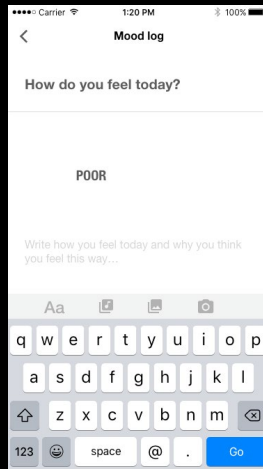 Carrier 1:20 PM 100%
Mood log
How do you feel today?
POOR
Write how you feel today and why you think
you feel this way...
Aa
q w e r t y u i o p
a s d f g h j k l
z x c v b n m
123 space @ . Go